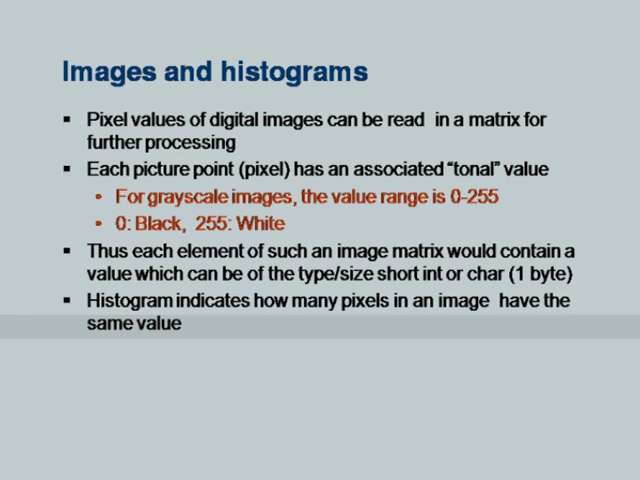 Images and histograms
▪ Pixel values of digital images can be read in a matrix for
further processing
▪ Each picture point (pixel) has an associated “tonal” value
• For grayscale images, the value range is 0-255
• 0: Black, 255: White
▪ Thus each element of such an image matrix would contain a
value which can be of the type/size short int or char (1 byte)
▪ Histogram indicates how many pixels in an image have the
same value